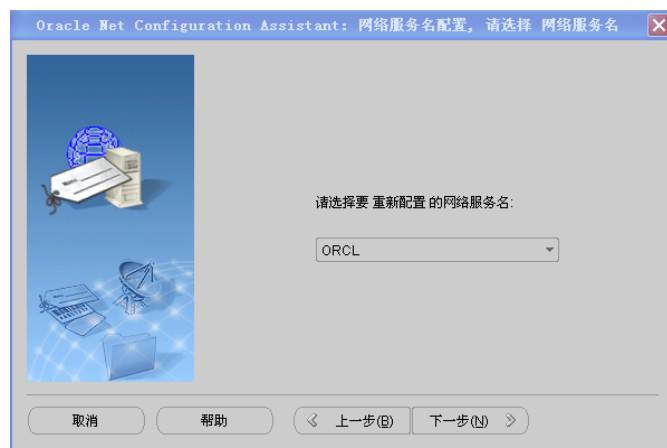 Oracle Net Configuration Assistant: 网络服务名配置, 请选择 网络服务名
请选择要 重新配置 的网络服务名:
ORCL
取消
帮助
上一步(B)
下一步(N)